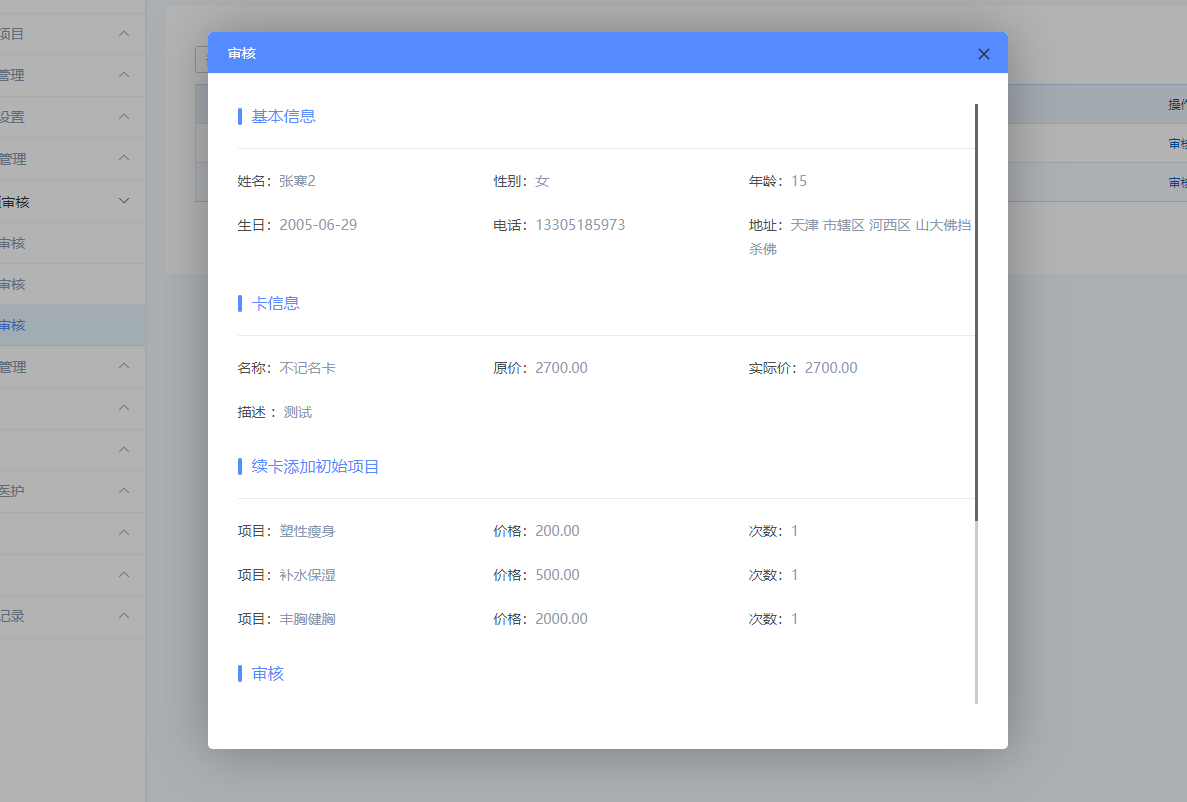 审核
基本信息
姓名：张寒2 性别：女 年龄：15
生日：2005-06-29 电话：13305185973 地址：天津 市辖区 河西区 山大佛挡
杀佛
卡信息
名称：不记名卡 原价：2700.00 实际价：2700.00
描述 ：测试
续卡添加初始项目
项目：塑性瘦身 价格：200.00 次数：1
项目：补水保湿 价格：500.00 次数：1
项目：丰胸健胸 价格：2000.00 次数：1
审核
项目
管理
设置
管理
审核
审核
审核
审核
管理
医护
记录
操作
审核
审核